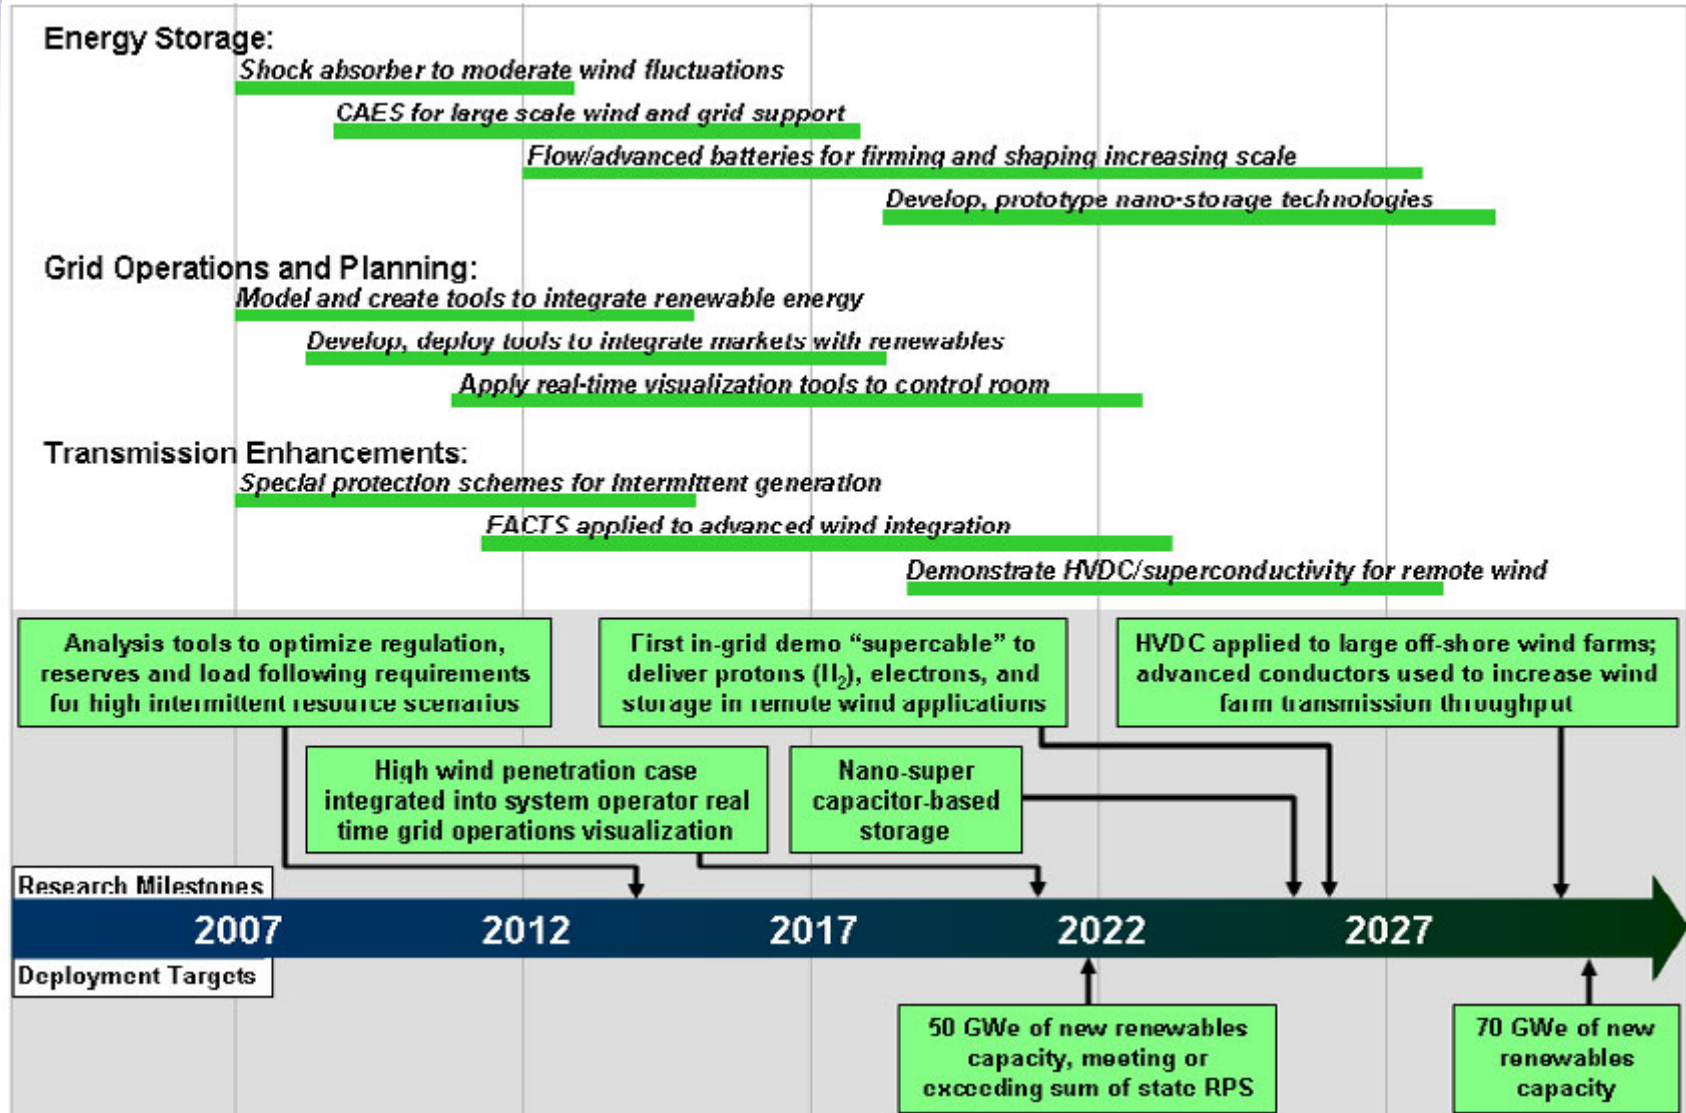 Energy Storage:
Shock absorber to moderate wind fluctuations
CAES for large scale wind and grid support
Flow/advanced batteries for firming and shaping increasing scale
Develop, prototype nano-storage technologies
Grid Operations and Planning:
Model and create tools to integrate renewable energy
Develop, deploy tools to integrate markets with renewables
Apply real-time visualization tools to control room
Transmission Enhancements:
Special protection schemes for intermittent generation
FACTS applied to advanced wind integration
Demonstrate HVDC/superconductivity for remote wind
Analysis tools to optimize regulation,
reserves and load following requirements
for high intermittent resource scenarios
First in-grid demo “supercable” to
deliver protons (H₂), electrons, and
storage in remote wind applications
HVDC applied to large off-shore wind farms;
advanced conductors used to increase wind
farm transmission throughput
High wind penetration case
integrated into system operator real
time grid operations visualization
Nano-super
capacitor-based
storage
Research Milestones
2007 2012 2017 2022 2027
Deployment Targets
50 GWe of new renewables
capacity, meeting or
exceeding sum of state RPS
70 GWe of new
renewables
capacity